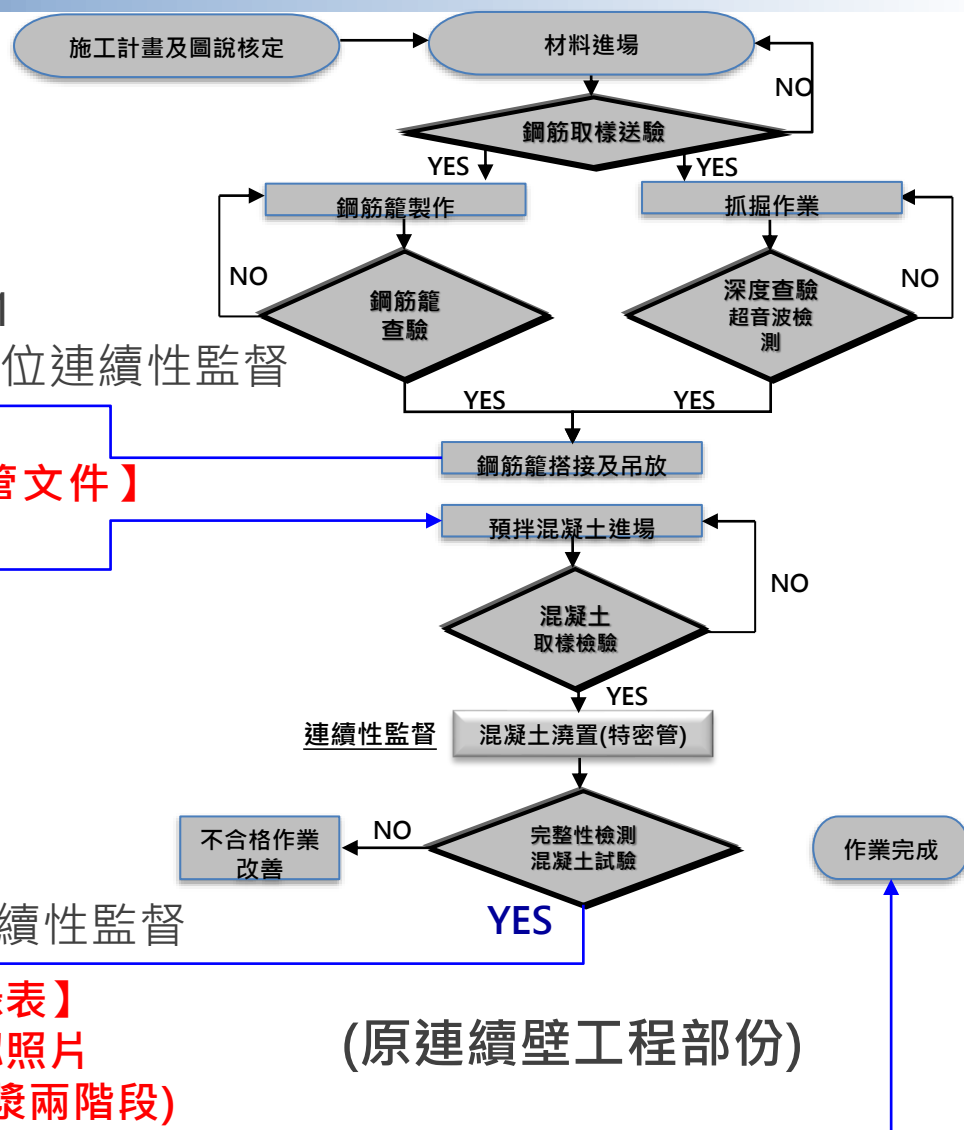 施工計畫及圖說核定
材料進場
NO
鋼筋取樣送驗
YES
YES
鋼筋籠製作
抓掘作業
NO
鋼筋籠
查驗
深度查驗
超音波檢
測
NO
位連續性監督
YES
YES
鋼筋籠搭接及吊放
管文件】
預拌混凝土進場
NO
混凝土
取樣檢驗
YES
連續性監督
混凝土澆置(特密管)
不合格作業
改善
NO
完整性檢測
混凝土試驗
作業完成
YES
續性監督
表】
照片
(原連續壁工程部份)
漿兩階段)